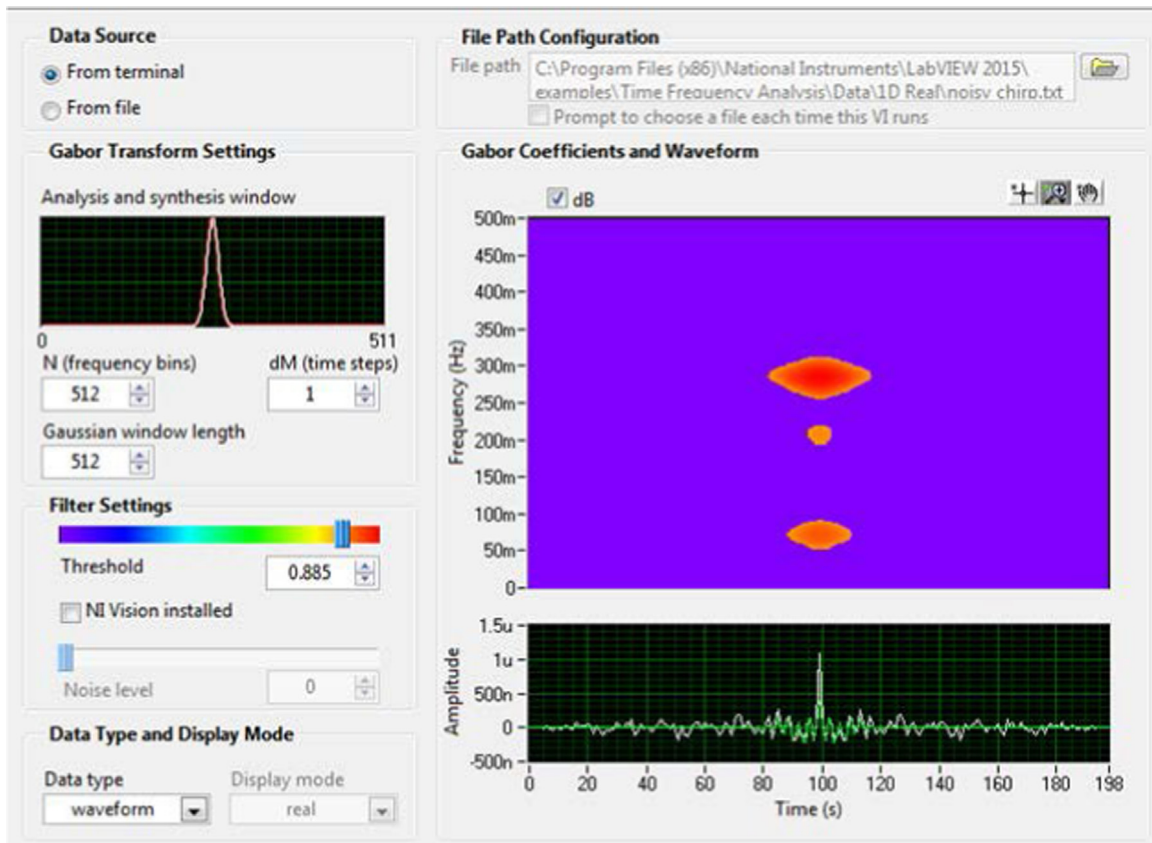 Data Source
From terminal
From file
File Path Configuration
File path
C:\Program Files (x86)\National Instruments\LabVIEW 2015\
examples\Time Frequency Analysis\Data\1D Real\noisy chirp.txt
Prompt to choose a file each time this VI runs
Gabor Transform Settings
Analysis and synthesis window
0 511
N (frequency bins) dM (time steps)
512 1
Gaussian window length
512
Filter Settings
Threshold 0.885
NI Vision installed
Noise level 0
Data Type and Display Mode
Data type Display mode
waveform real
Gabor Coefficients and Waveform
dB
500m
450m
400m
350m
300m
250m
200m
150m
100m
50m
0
Frequency (Hz)
1.5u
1u
500n
0
-500n
Amplitude
0 20 40 60 80 100 120 140 160 180 198
Time (s)